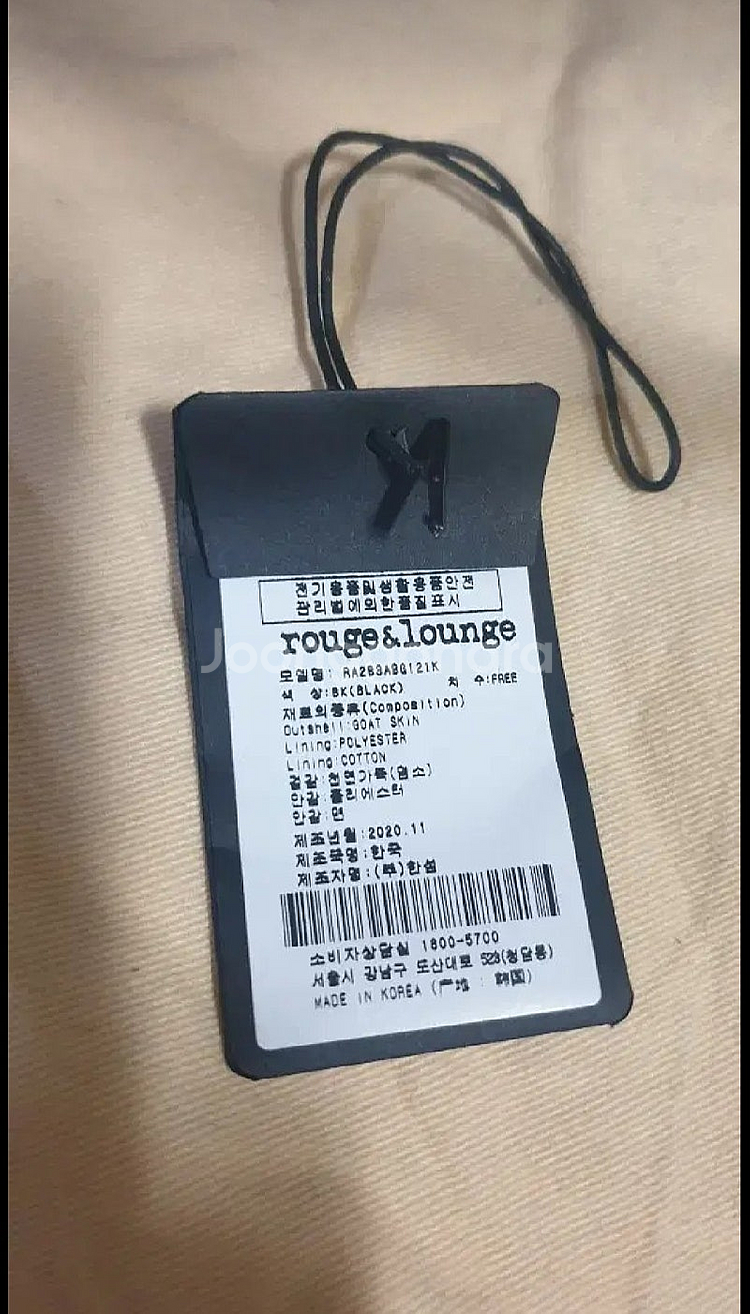 전기용품및생활용품안전
관리법에의한품질표시
rouge&lounge
Joonggonara
모델명: RA2B3ABG121K
색 상:BK(BLACK) 치 수:FREE
재료의종류(Composition)
Outshell:GOAT SKIN
Lining:POLYESTER
Lining:COTTON
겉감:천연가죽(염소)
안감:폴리에스터
안감:면
제조년월:2020.11
제조국명:한국
제조자명:(주)한섬
소비자상담실 1800-5700
서울시 강남구 도산대로 523(청담동)
MADE IN KOREA (产地 : 韩国)